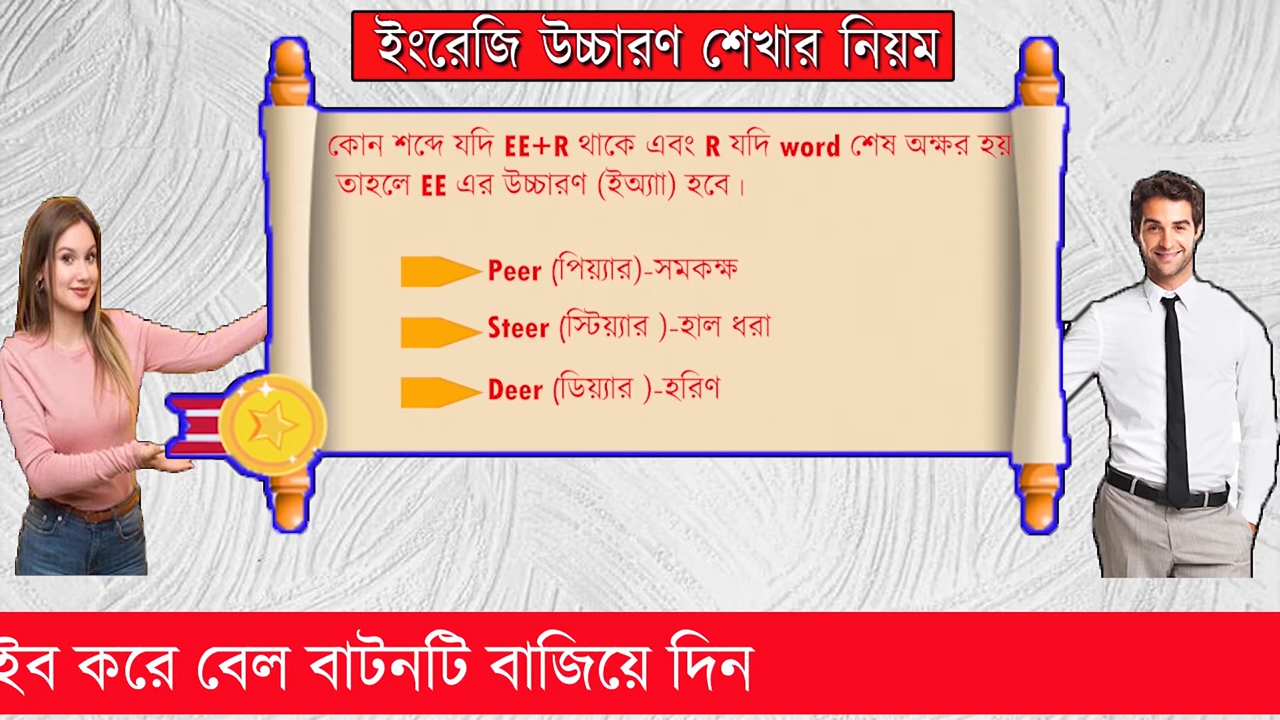 ইংরেজি উচ্চারণ শেখার নিয়ম
কোন শব্দে যদি EE+R থাকে এবং R যদি word শেষ অক্ষর হয়
তাহলে EE এর উচ্চারণ (ইঅ্যাা) হবে।
Peer (পিয়্যার)-সমকক্ষ
Steer (স্টিয়্যার )-হাল ধরা
Deer (ডিয়্যার )-হরিণ
ইব করে বেল বাটনটি বাজিয়ে দিন